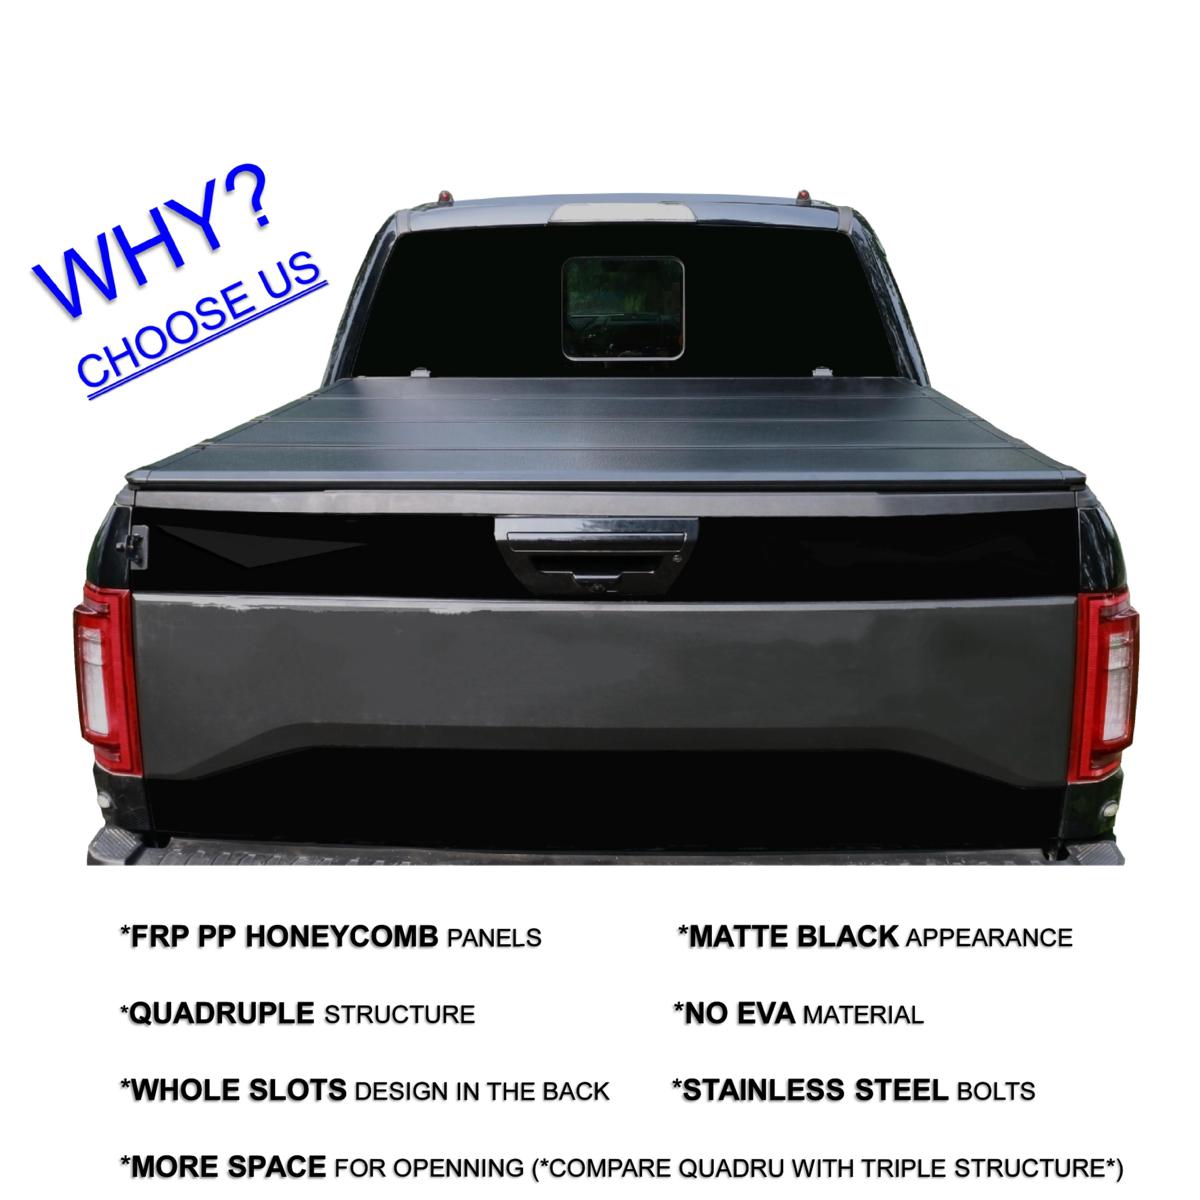 WHY?
CHOOSE US
*FRP PP HONEYCOMB PANELS
*MATTE BLACK APPEARANCE
*QUADRUPLE STRUCTURE
*NO EVA MATERIAL
*WHOLE SLOTS DESIGN IN THE BACK
*STAINLESS STEEL BOLTS
*MORE SPACE FOR OPENNING (*COMPARE QUADRU WITH TRIPLE STRUCTURE*)